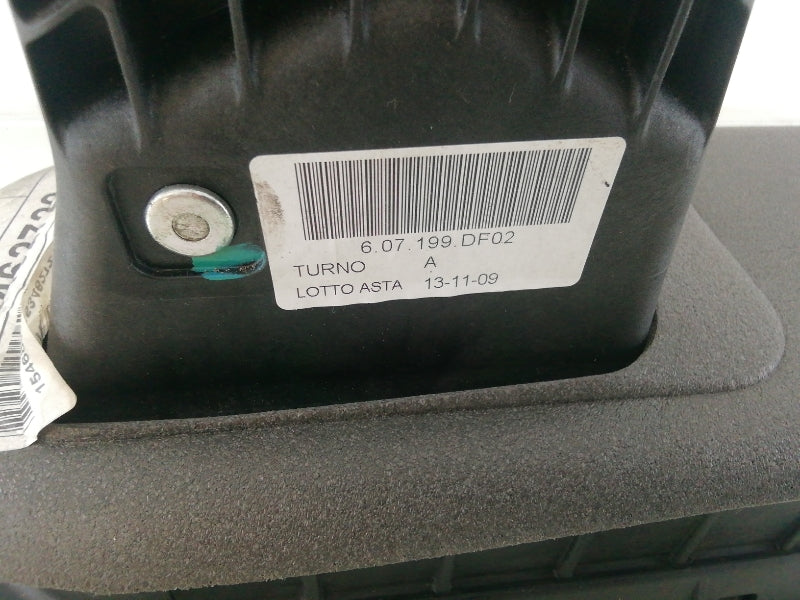 6.07.199.DF02
TURNO A
LOTTO ASTA 13-11-09